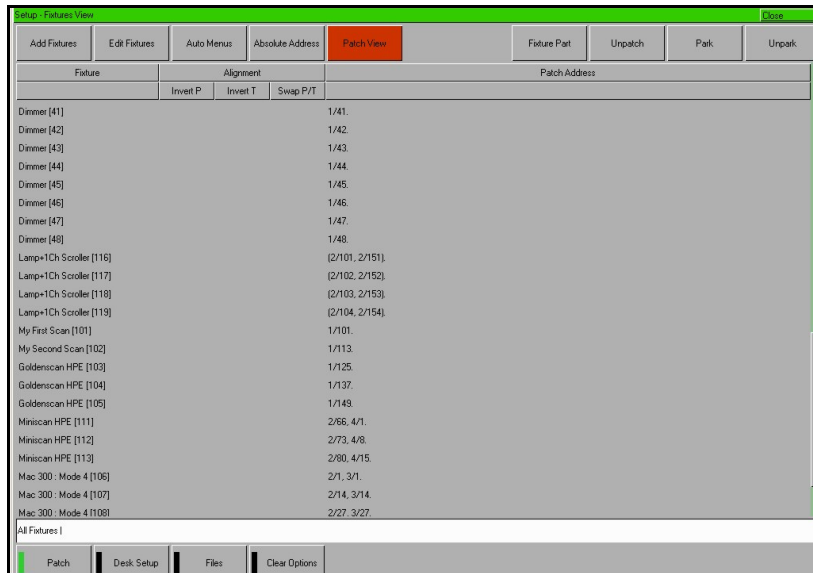 Setup - Fixtures View Close
Add Fixtures Edit Fixtures Auto Menus Absolute Address Patch View Fixture Part Unpatch Park Unpark
Fixture Alignment Patch Address
Invert P Invert T Swap P/T
Dimmer [41] 1/41.
Dimmer [42] 1/42.
Dimmer [43] 1/43.
Dimmer [44] 1/44.
Dimmer [45] 1/45.
Dimmer [46] 1/46.
Dimmer [47] 1/47.
Dimmer [48] 1/48.
Lamp+1Ch Scroller [116] (2/101, 2/151).
Lamp+1Ch Scroller [117] (2/102, 2/152).
Lamp+1Ch Scroller [118] (2/103, 2/153).
Lamp+1Ch Scroller [119] (2/104, 2/154).
My First Scan [101] 1/101.
My Second Scan [102] 1/113.
Goldenscan HPE [103] 1/125.
Goldenscan HPE [104] 1/137.
Goldenscan HPE [105] 1/149.
Miniscan HPE [111] 2/66, 4/1.
Miniscan HPE [112] 2/73, 4/8.
Miniscan HPE [113] 2/80, 4/15.
Mac 300 : Mode 4 [106] 2/1, 3/1.
Mac 300 : Mode 4 [107] 2/14, 3/14.
Mac 300 : Mode 4 [108] 2/27, 3/27.
All Fixtures |
Patch Desk Setup Files Clear Options